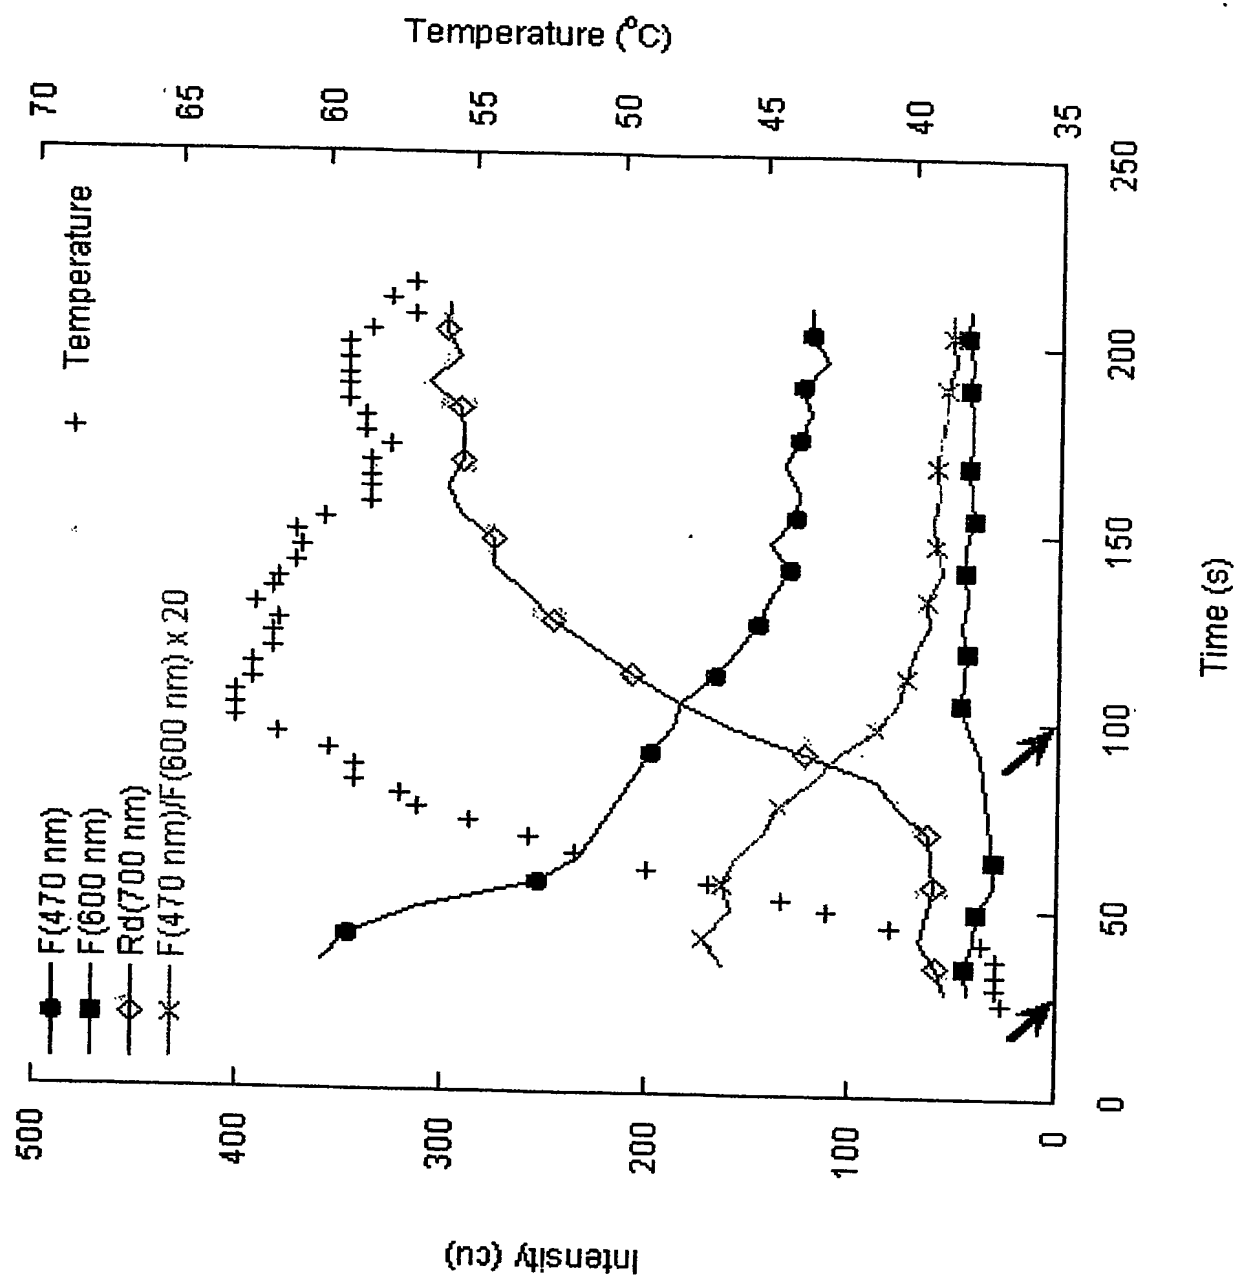 Temperature (°C)
70
65
60
55
50
45
40
35
+ Temperature
F(470 nm)
F(600 nm)
Rd(700 nm)
F(470 nm)/F(600 nm) x 20
500
400
300
200
100
0
Intensity (cu)
0
50
100
150
200
250
Time (s)